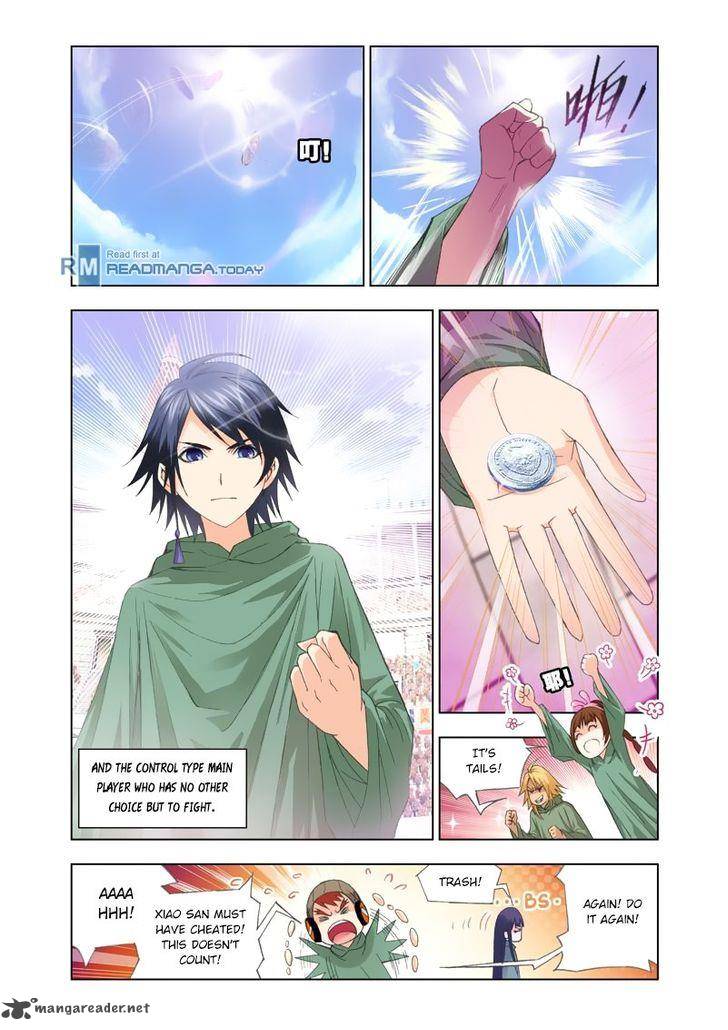 叮!
啪!
RM
Read first at
READMANGA.TODAY
AND THE CONTROL TYPE MAIN
PLAYER WHO HAS NO OTHER
CHOICE BUT TO FIGHT.
耶!
IT'S
TAILS!
AAAA
HHH!
XIAO SAN MUST
HAVE CHEATED!
THIS DOESN'T
COUNT!
TRASH!
...BS-
AGAIN! DO
IT AGAIN!
mangareader.net